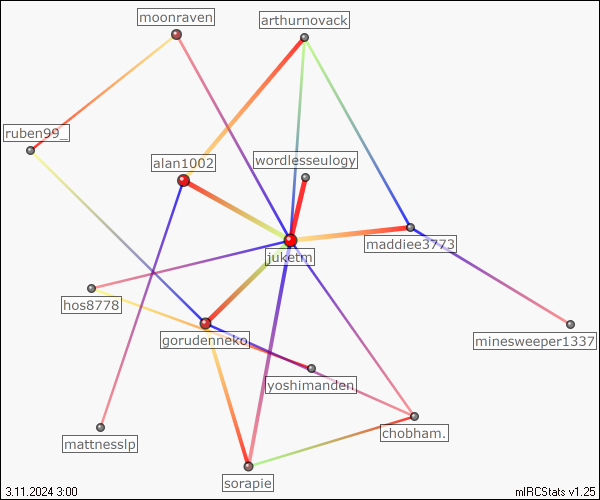 moonraven
arthurnovack
ruben99_
alan1002
wordlesseulogy
maddiee3773
juketm
hos8778
gorudenneko
minesweeper1337
yoshimanden
chobham.
mattnesslp
sorapie
3.11.2024 3:00
mIRCStats v1.25